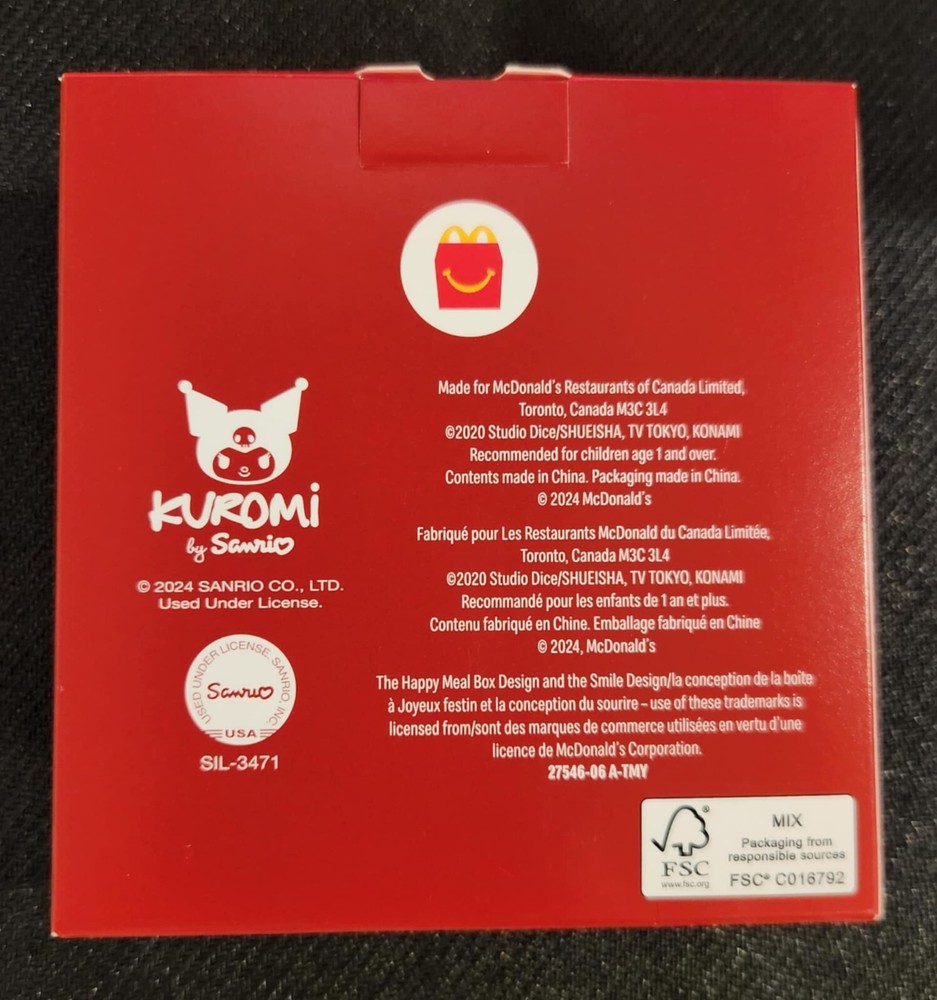 KUROMI
by Sanrio
© 2024 SANRIO CO., LTD.
Used Under License.
USED UNDER LICENSE. SANRIO, INC.
Sanrio
USA
SIL-3471
Made for McDonald's Restaurants of Canada Limited,
Toronto, Canada M3C 3L4
©2020 Studio Dice/SHUEISHA, TV TOKYO, KONAMI
Recommended for children age 1 and over.
Contents made in China. Packaging made in China.
© 2024 McDonald's
Fabriqué pour Les Restaurants McDonald du Canada Limitée,
Toronto, Canada M3C 3L4
©2020 Studio Dice/SHUEISHA, TV TOKYO, KONAMI
Recommandé pour les enfants de 1 an et plus.
Contenu fabriqué en Chine. Emballage fabriqué en Chine
© 2024, McDonald's
The Happy Meal Box Design and the Smile Design/la conception de la boîte
à Joyeux festin et la conception du sourire – use of these trademarks is
licensed from/sont des marques de commerce utilisées en vertu d'une
licence de McDonald's Corporation.
27546-06 A-TMY
FSC®
www.fsc.org
MIX
Packaging from
responsible sources
FSC® C016792